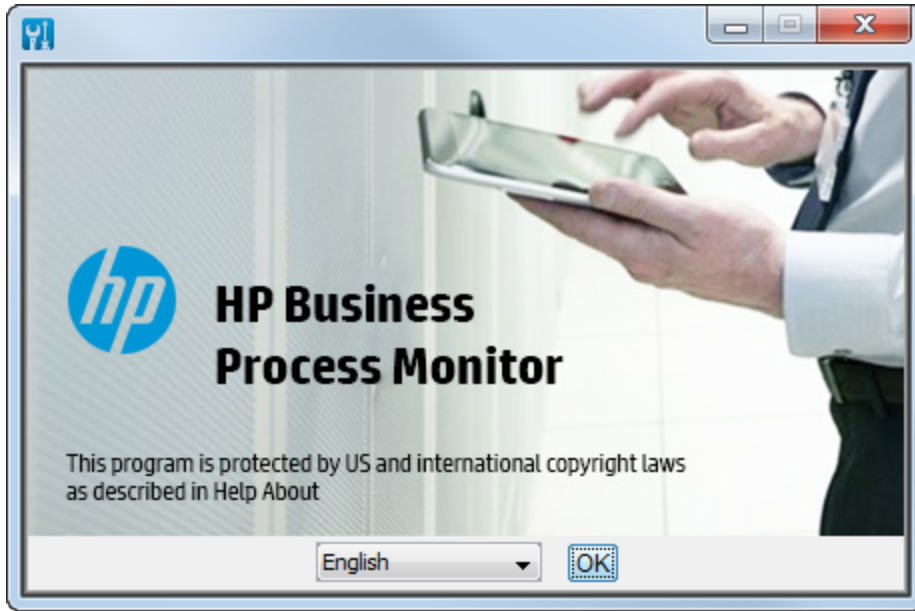 hp
HP Business
Process Monitor
This program is protected by US and international copyright laws
as described in Help About
English
OK